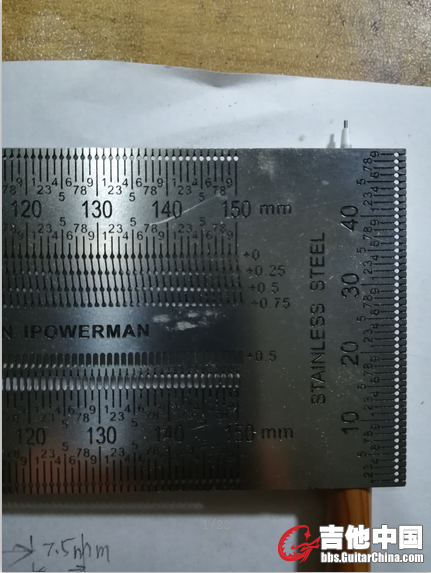 120 130 140 150 mm
+0
+0.25
+0.5
+0.75
N IPOWERMAN
+0.5
120 130 140 150 mm
STAINLESS STEEL
10 20 30 40
7.5mm
吉他中国
bbs.GuitarChina.com